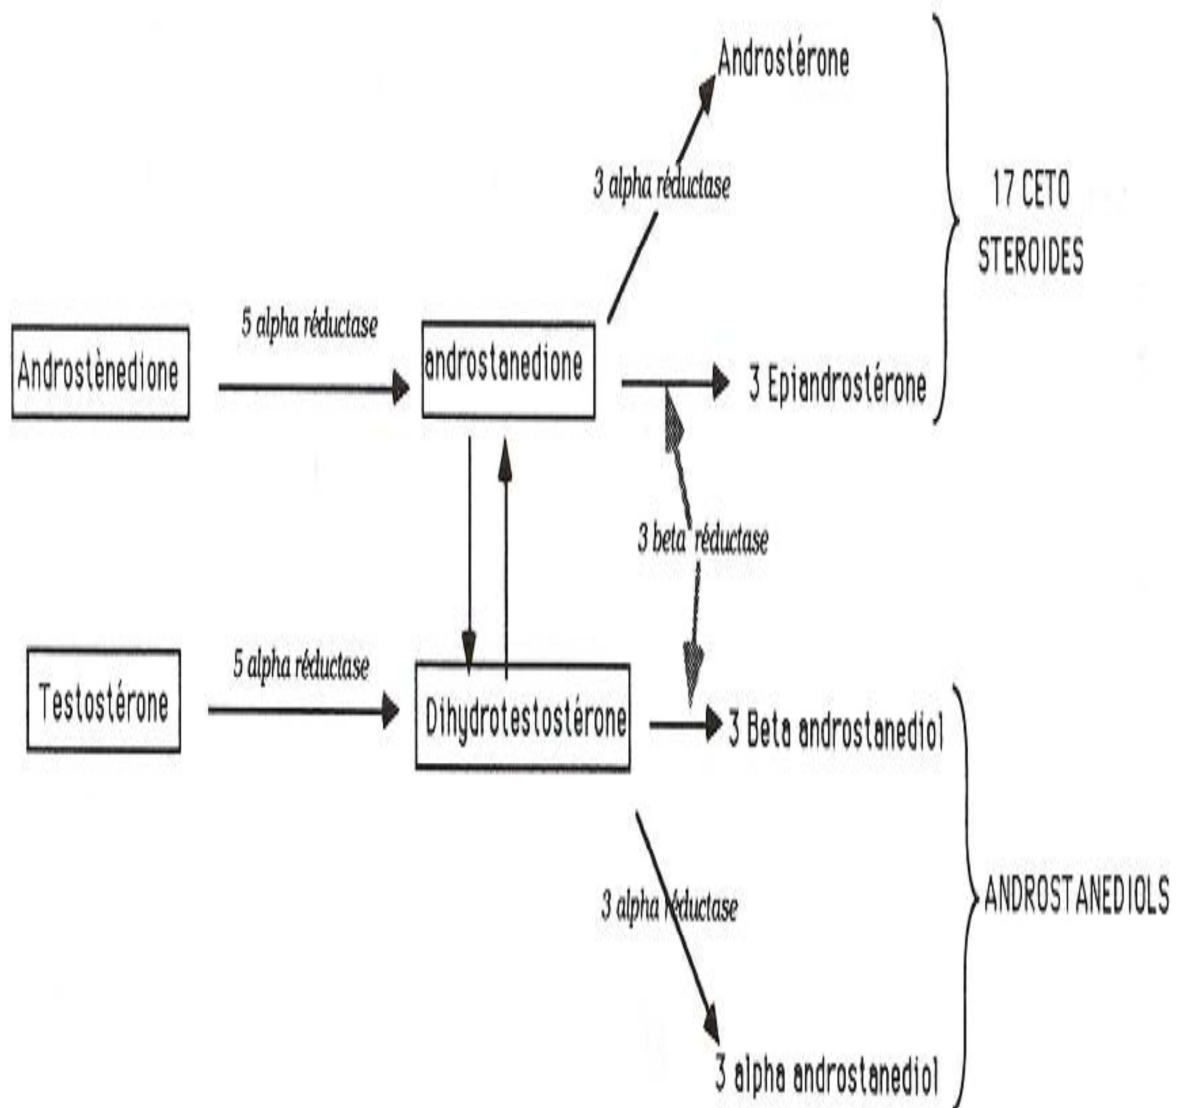 Androstérone
3 alpha réductase
17 CETO
STEROIDES
5 alpha réductase
Androstènedione
androstanedione
3 Epiandrostérone
3 beta réductase
5 alpha réductase
Testostérone
Dihydrotestostérone
3 Beta androstanediol
3 alpha réductase
ANDROSTANEDIOLS
3 alpha androstanediol